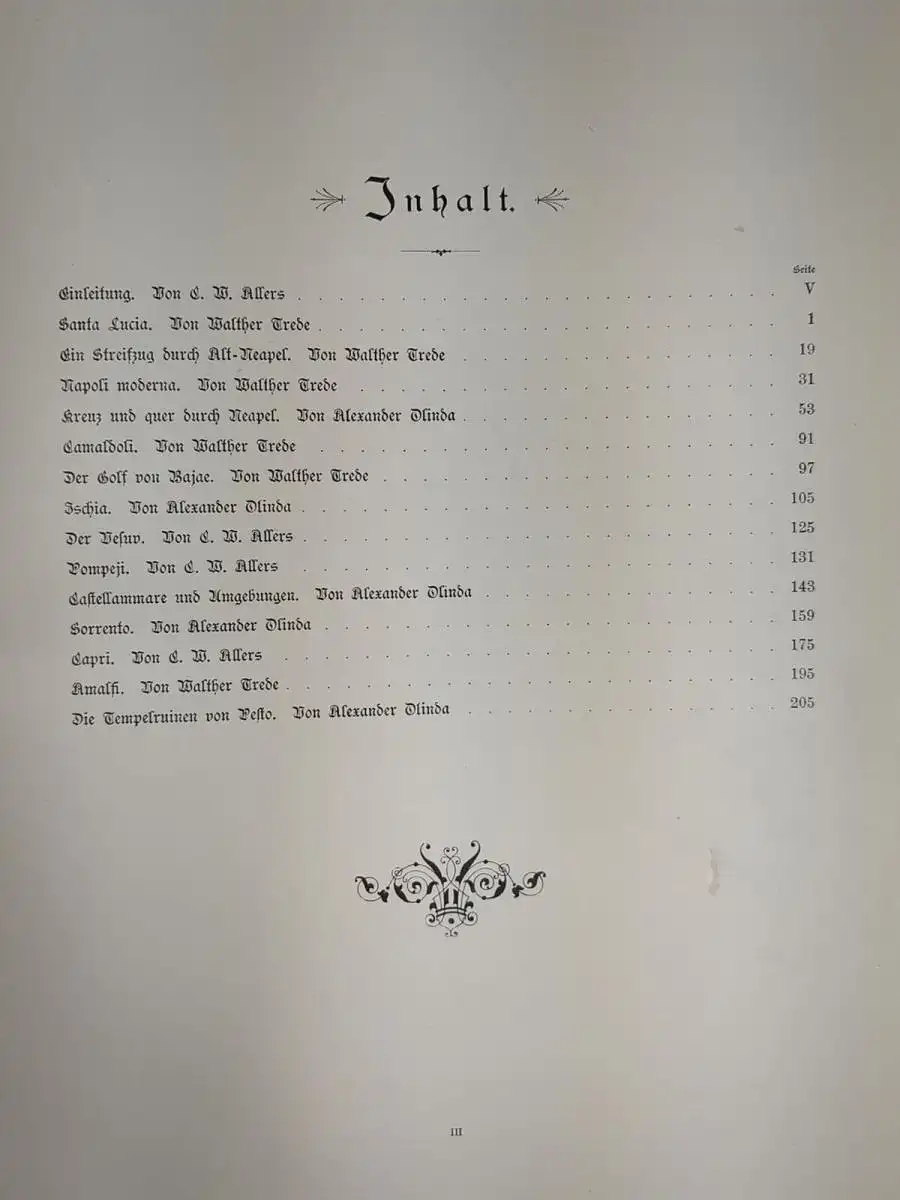 Inhalt.
Seite
Einleitung. Von C. W. Allers . . . . . . . . . . . . . . . . . . . . . V
Santa Lucia. Von Walther Trede . . . . . . . . . . . . . . . . . . . . 1
Ein Streifzug durch Alt-Neapel. Von Walther Trede . . . . . . . . . . . . . . 19
Napoli moderna. Von Walther Trede . . . . . . . . . . . . . . . . . . 31
Kreuz und quer durch Neapel. Von Alexander Olinda . . . . . . . . . . . . . . 53
Camaldoli. Von Walther Trede . . . . . . . . . . . . . . . . . . . . 91
Der Golf von Bajae. Von Walther Trede . . . . . . . . . . . . . . . . . 97
Ischia. Von Alexander Olinda . . . . . . . . . . . . . . . . . . . . . 105
Der Vesuv. Von C. W. Allers . . . . . . . . . . . . . . . . . . . . . 125
Pompeji. Von C. W. Allers . . . . . . . . . . . . . . . . . . . . . 131
Castellammare und Umgebungen. Von Alexander Olinda . . . . . . . . . . . . . 143
Sorrento. Von Alexander Olinda . . . . . . . . . . . . . . . . . . . . 159
Capri. Von C. W. Allers . . . . . . . . . . . . . . . . . . . . . . 175
Amalfi. Von Walther Trede . . . . . . . . . . . . . . . . . . . . . . 195
Die Tempelruinen von Pesto. Von Alexander Olinda . . . . . . . . . . . . . . 205
III